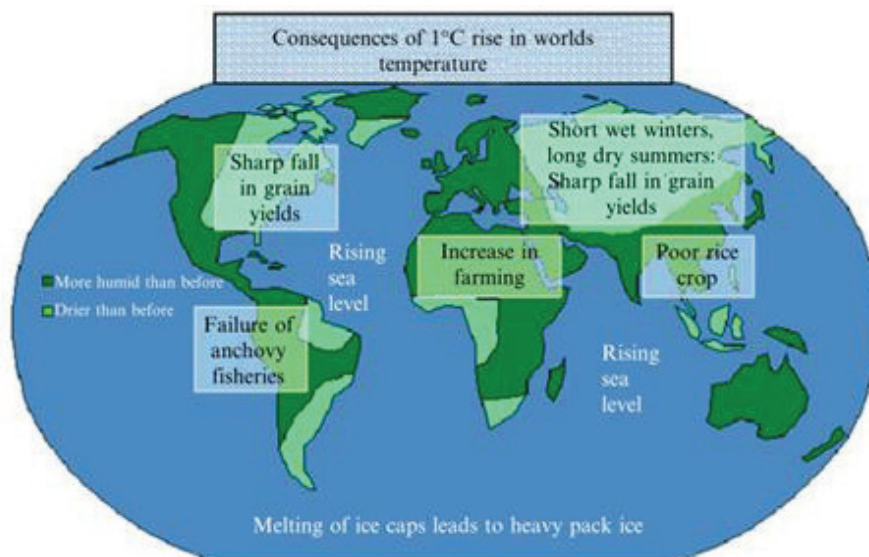 Consequences of 1°C rise in worlds
temperature
Sharp fall
in grain
yields
Short wet winters,
long dry summers:
Sharp fall in grain
yields
Rising
sea
level
Increase in
farming
Poor rice
crop
More humid than before
Drier than before
Failure of
anchovy
fisheries
Rising
sea
level
Melting of ice caps leads to heavy pack ice